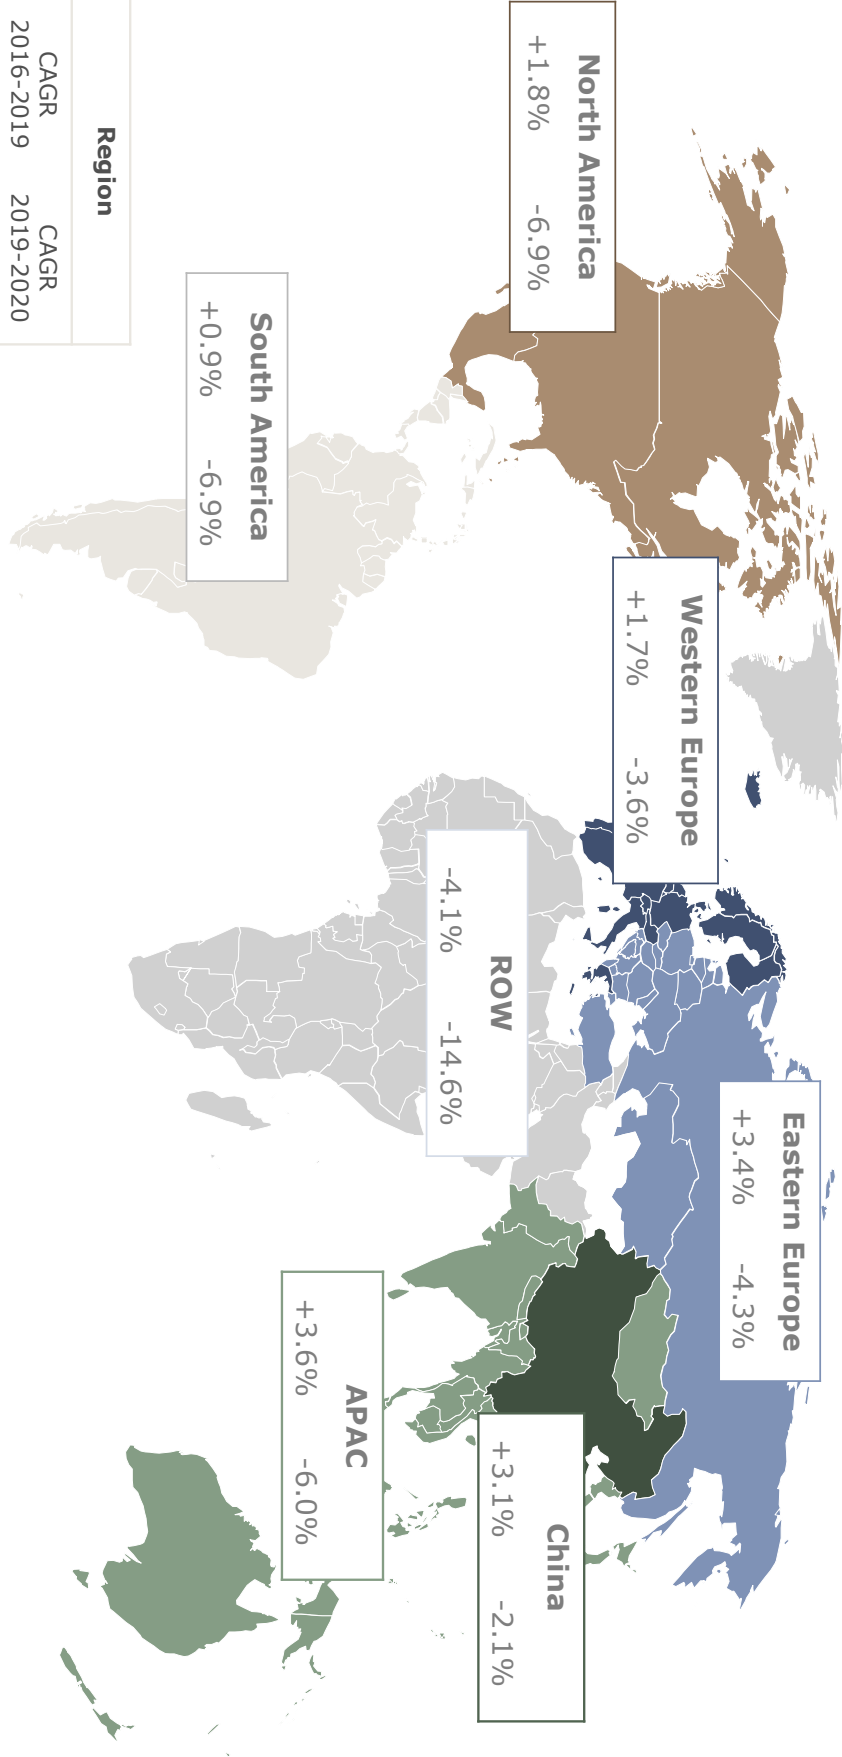 North America
+1.8% -6.9%
Western Europe
+1.7% -3.6%
Eastern Europe
+3.4% -4.3%
China
+3.1% -2.1%
ROW
-4.1% -14.6%
APAC
+3.6% -6.0%
South America
+0.9% -6.9%
Region
CAGR CAGR
2016-2019 2019-2020